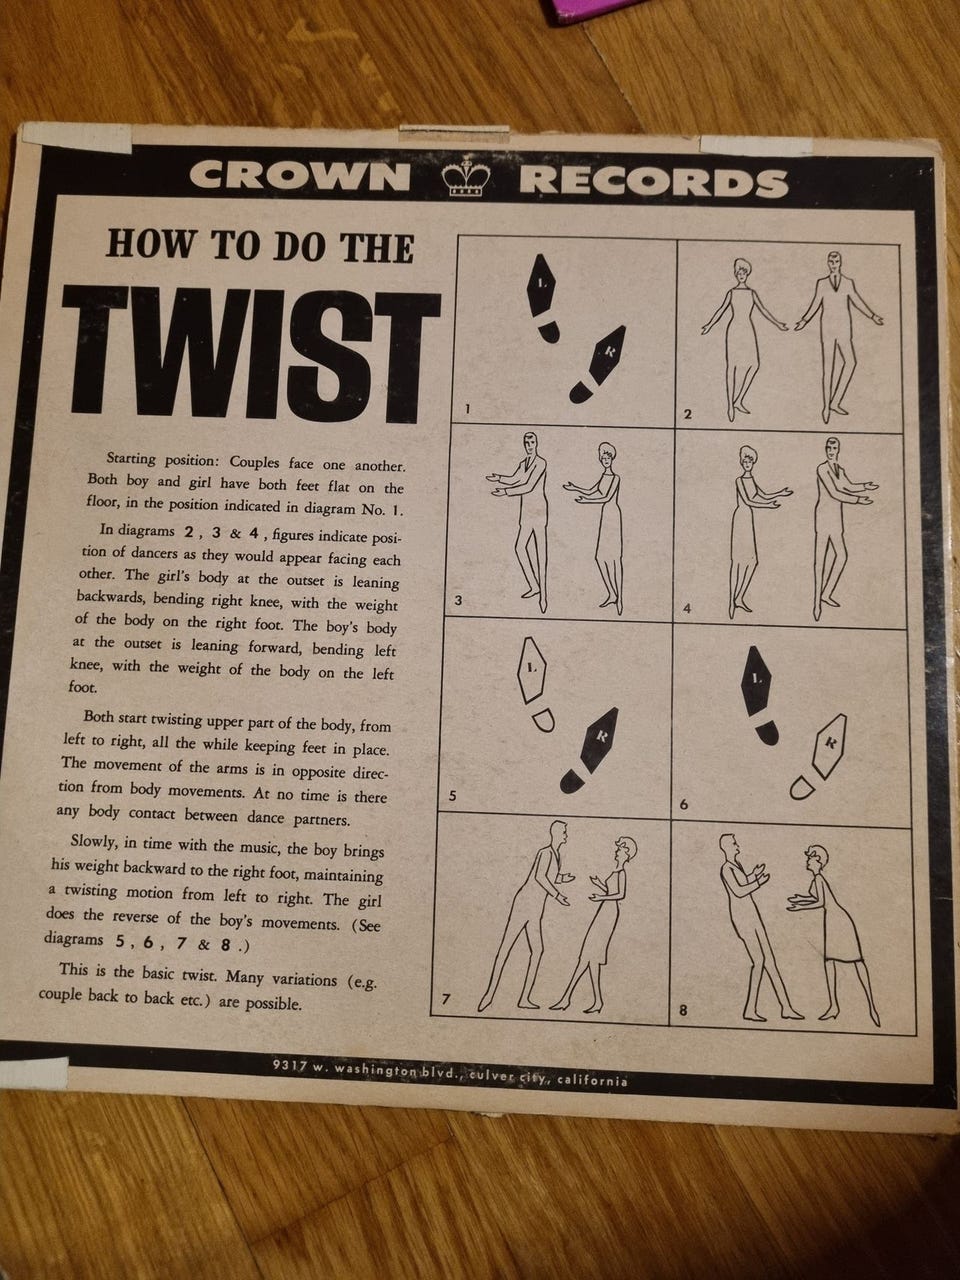 CROWN RECORDS
HOW TO DO THE
TWIST
Starting position: Couples face one another.
Both boy and girl have both feet flat on the
floor, in the position indicated in diagram No. 1.
In diagrams 2 , 3 & 4 , figures indicate posi-
tion of dancers as they would appear facing each
other. The girl's body at the outset is leaning
backwards, bending right knee, with the weight
of the body on the right foot. The boy's body
at the outset is leaning forward, bending left
knee, with the weight of the body on the left
foot.
Both start twisting upper part of the body, from
left to right, all the while keeping feet in place.
The movement of the arms is in opposite direc-
tion from body movements. At no time is there
any body contact between dance partners.
Slowly, in time with the music, the boy brings
his weight backward to the right foot, maintaining
a twisting motion from left to right. The girl
does the reverse of the boy's movements. (See
diagrams 5 , 6 , 7 & 8 .)
This is the basic twist. Many variations (e.g.
couple back to back etc.) are possible.
L
R
1
2
3
4
L
R
5
L
R
6
7
8
9317 w. washington blvd., culver city, california